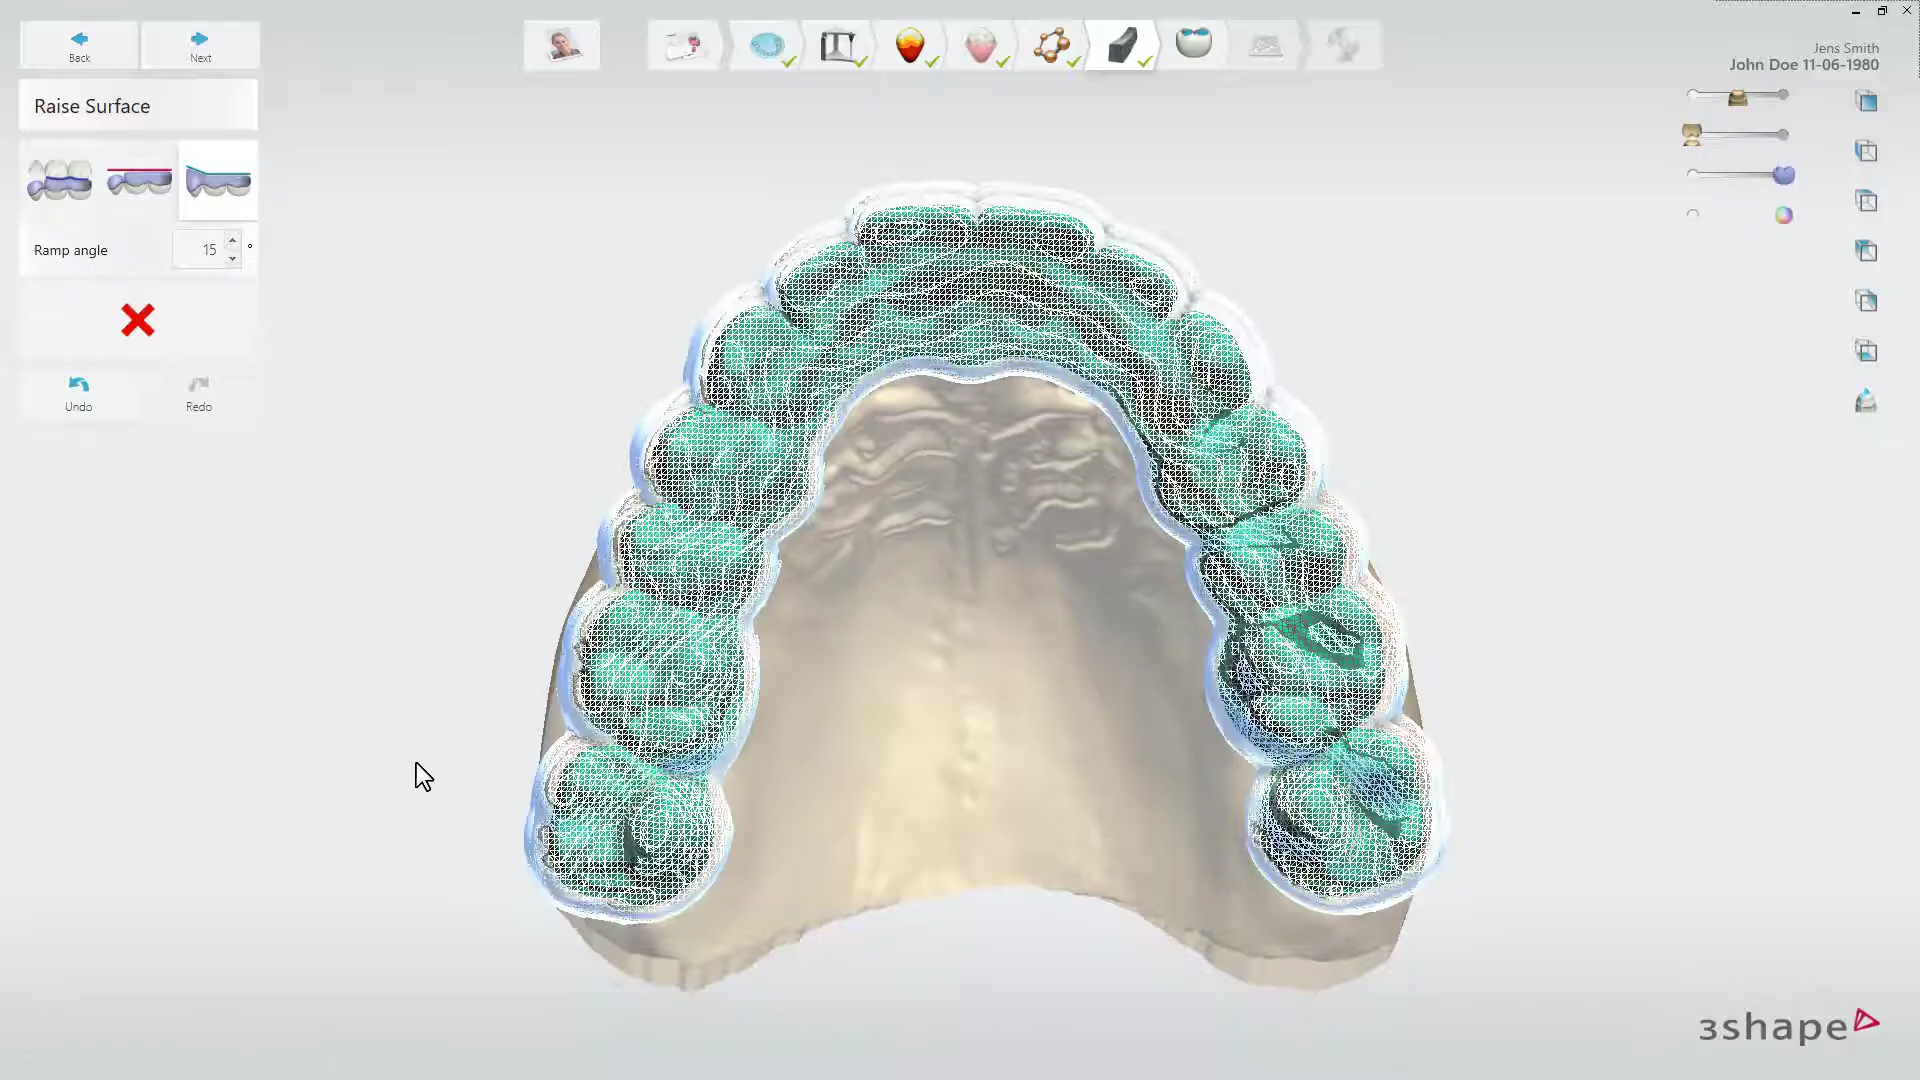 Back
Next
Jens Smith
John Doe 11-06-1980
Raise Surface
Ramp angle
15 °
Undo
Redo
3shape